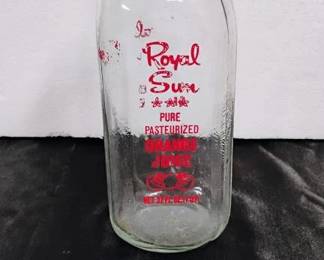 Royal
Sun
PURE
PASTEURIZED
ORANGE
JUICE